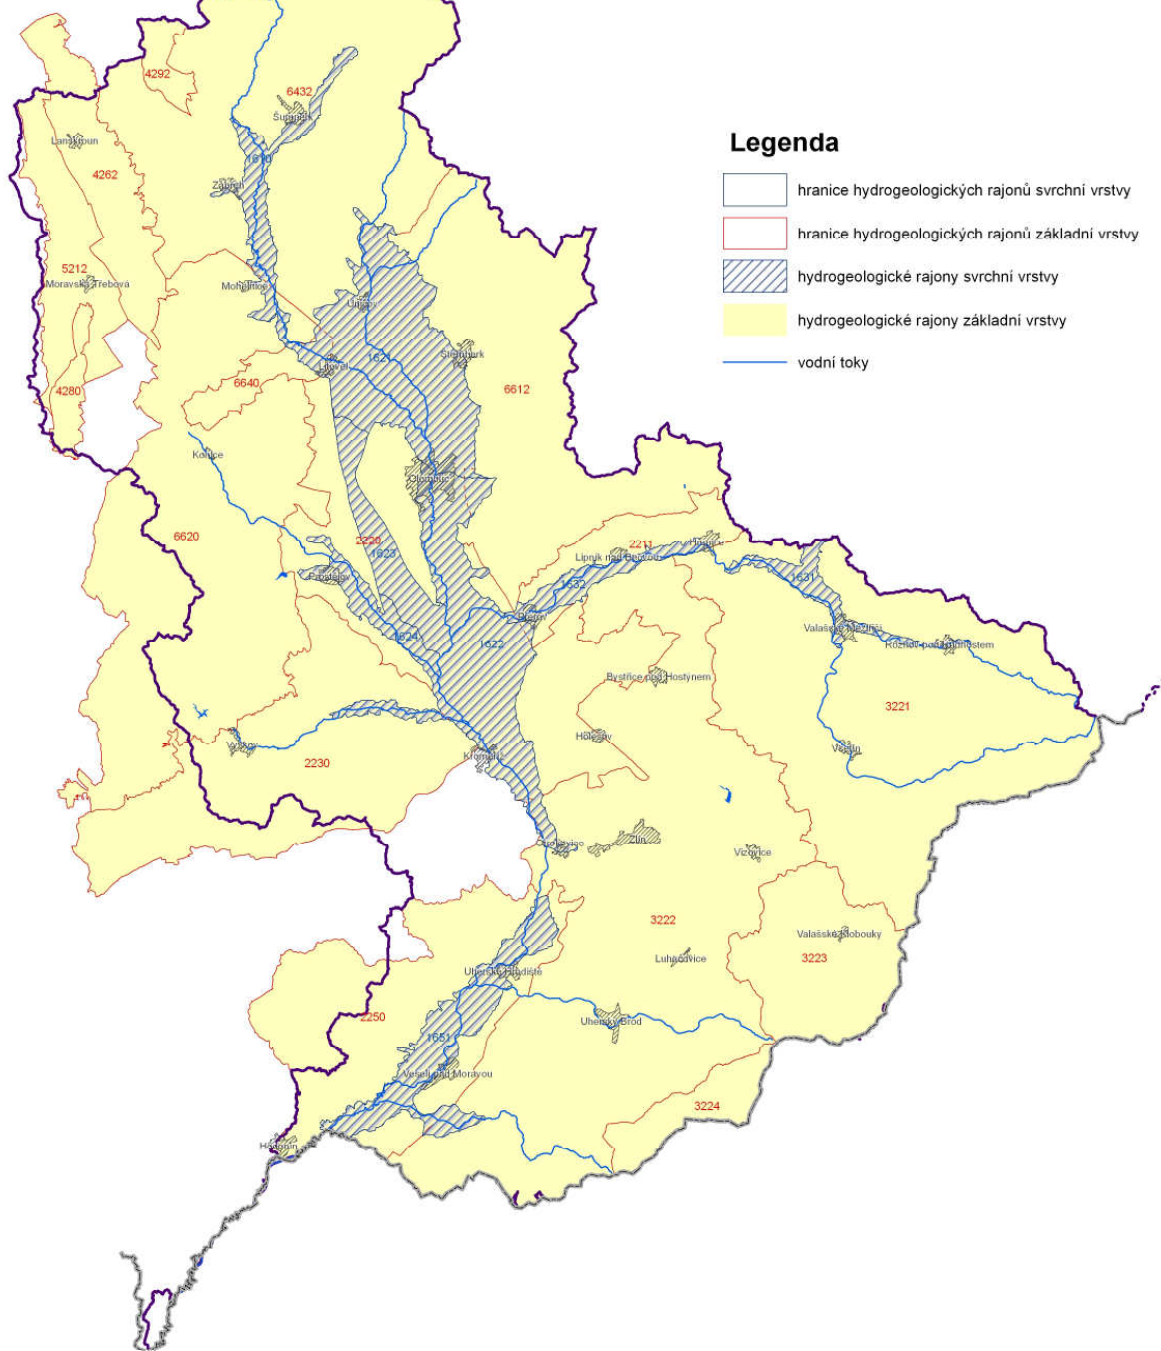 4292
6432
Šumperk
Legenda
Lanškroun
1610
4262
Zábřeh
hranice hydrogeologických rajonů svrchní vrstvy
hranice hydrogeologických rajonů základní vrstvy
5212
Moravská Třebová
Mohelnice
hydrogeologické rajony svrchní vrstvy
Uničov
hydrogeologické rajony základní vrstvy
1621
Šternberk
Litovel
vodní toky
6640
4280
6612
Konice
Olomouc
6620
2220
1623
2211
Hranice
Lipník nad Bečvou
Prostějov
1632
1631
Přerov
1624
1622
Valašské Meziříčí
Rožnov pod Radhoštěm
Bystřice pod Hostýnem
3221
Holešov
Vyškov
Kroměříž
Vsetín
2230
Otrokovice
Zlín
Vizovice
3222
Valašské Klobouky
3223
Luhačovice
Uherské Hradiště
2250
Uherský Brod
1651
Veselí nad Moravou
3224
Hodonín